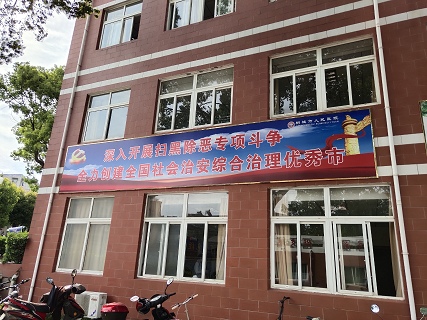 深入开展扫黑除恶专项斗争
全力创建全国社会治安综合治理优秀市